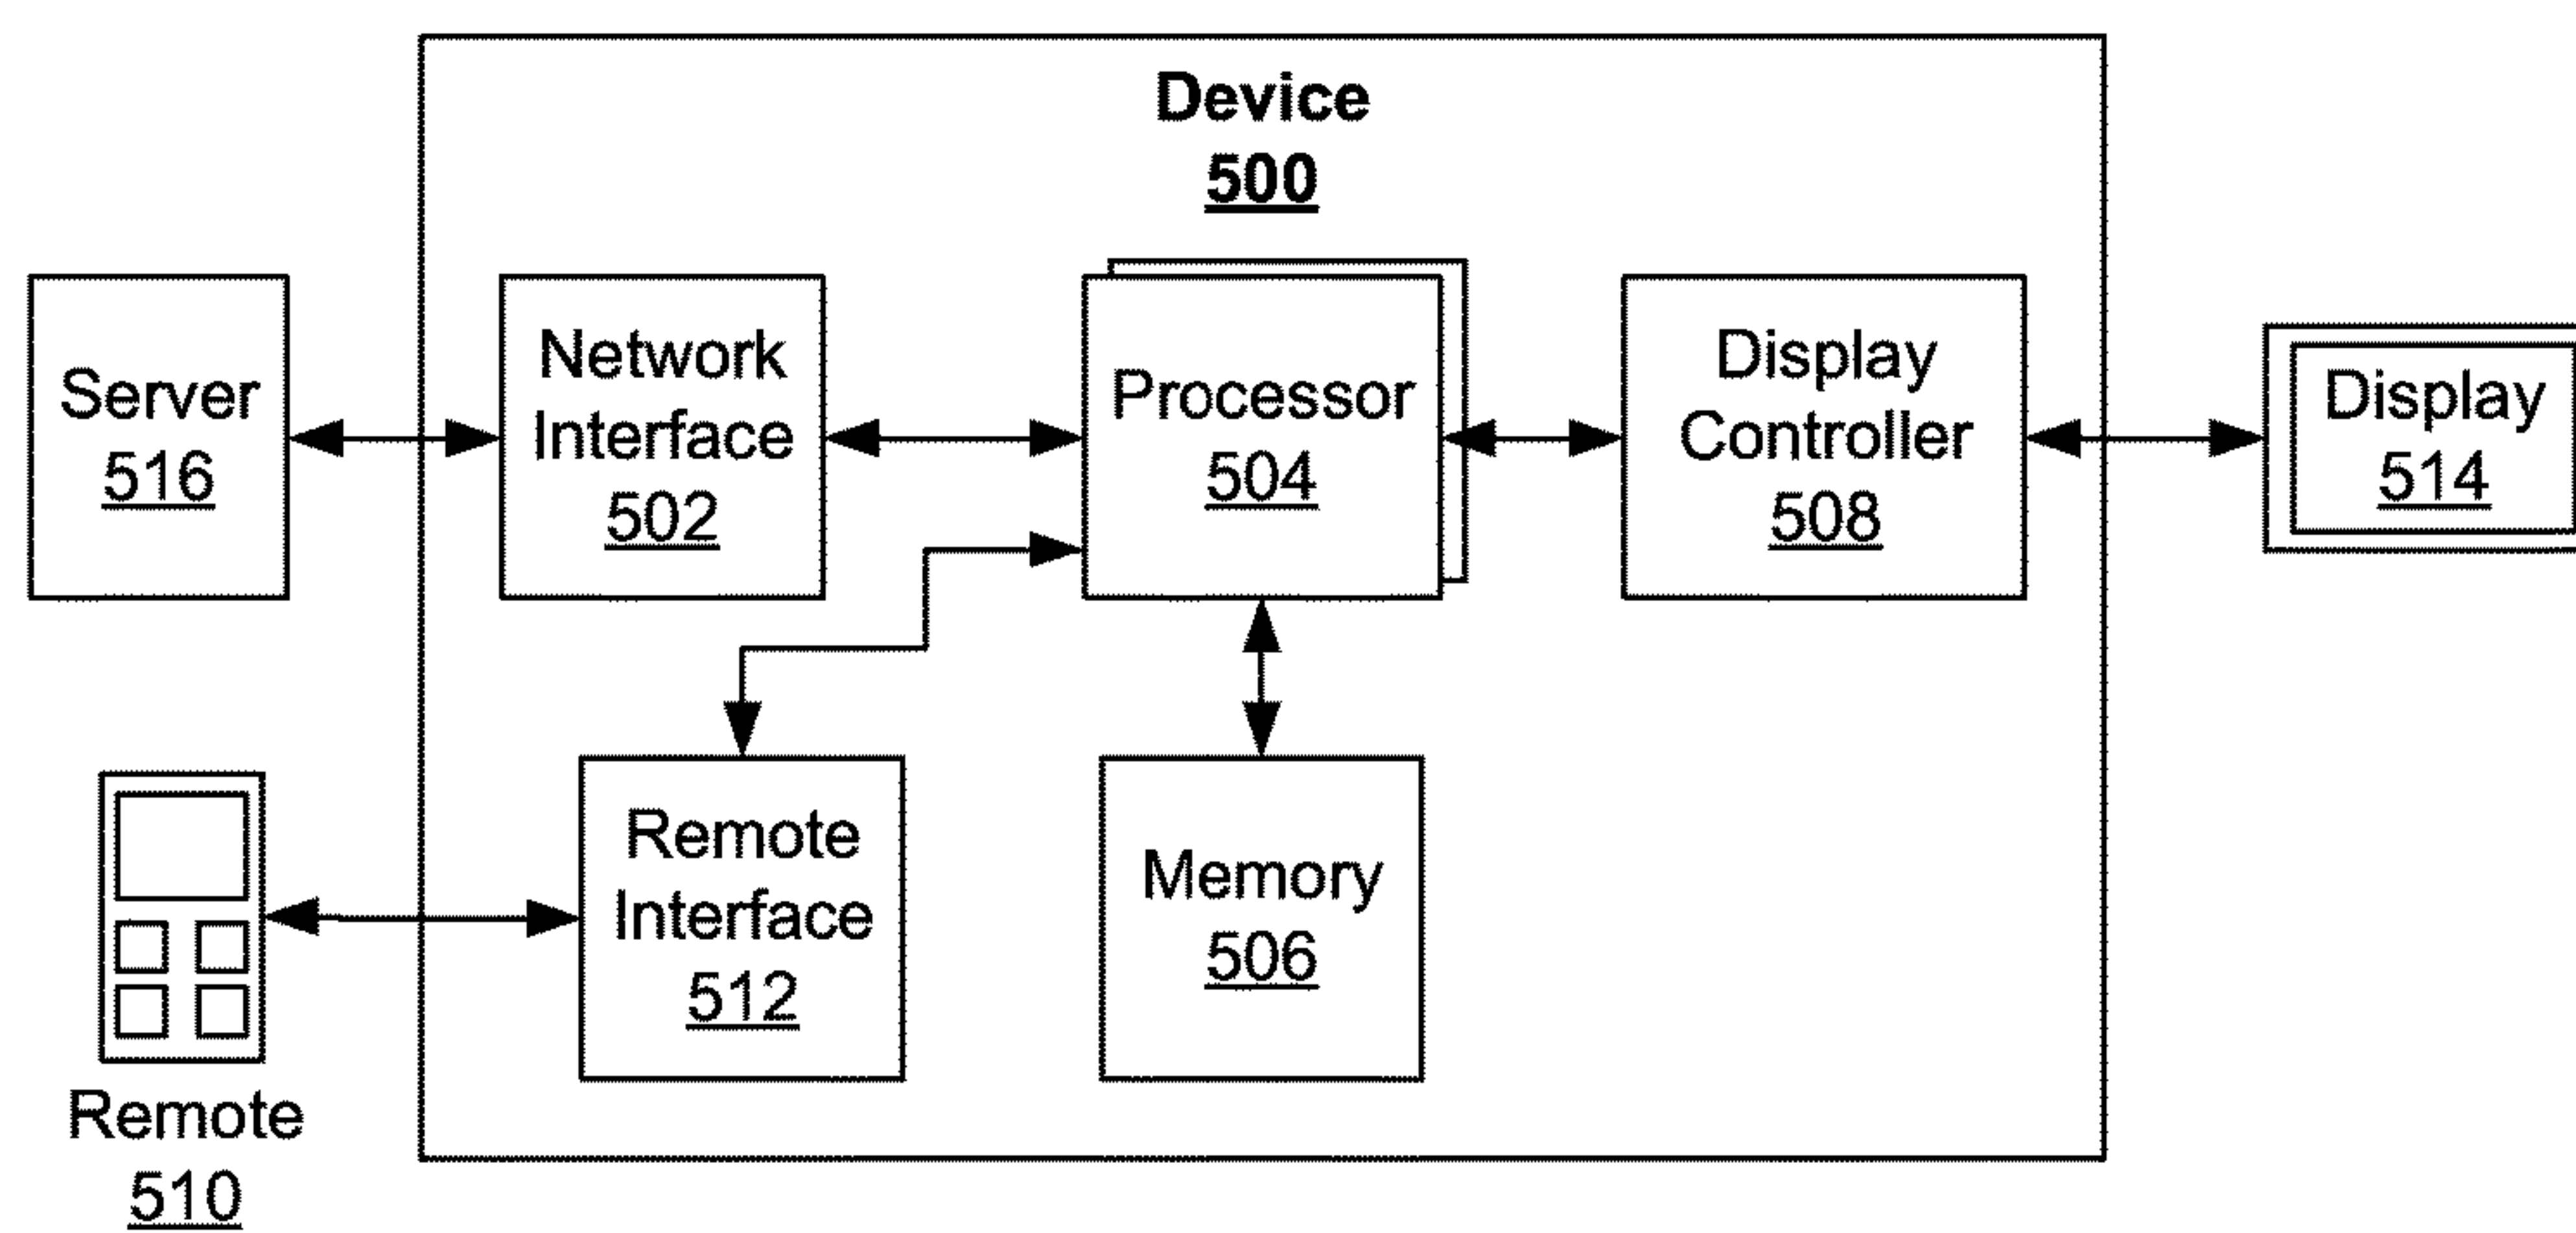 Device
500
Server
516
Network
Interface
502
Processor
504
Display
Controller
508
Display
514
Remote
Interface
512
Memory
506
Remote
510